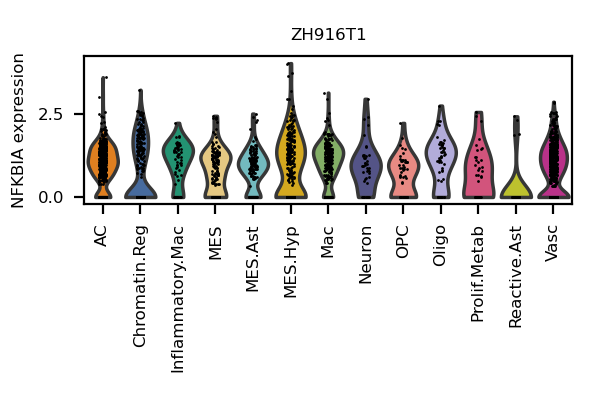 ZH916T1
NFKBIA expression
2.5
0.0
AC
Chromatin.Reg
Inflammatory.Mac
MES
MES.Ast
MES.Hyp
Mac
Neuron
OPC
Oligo
Prolif.Metab
Reactive.Ast
Vasc